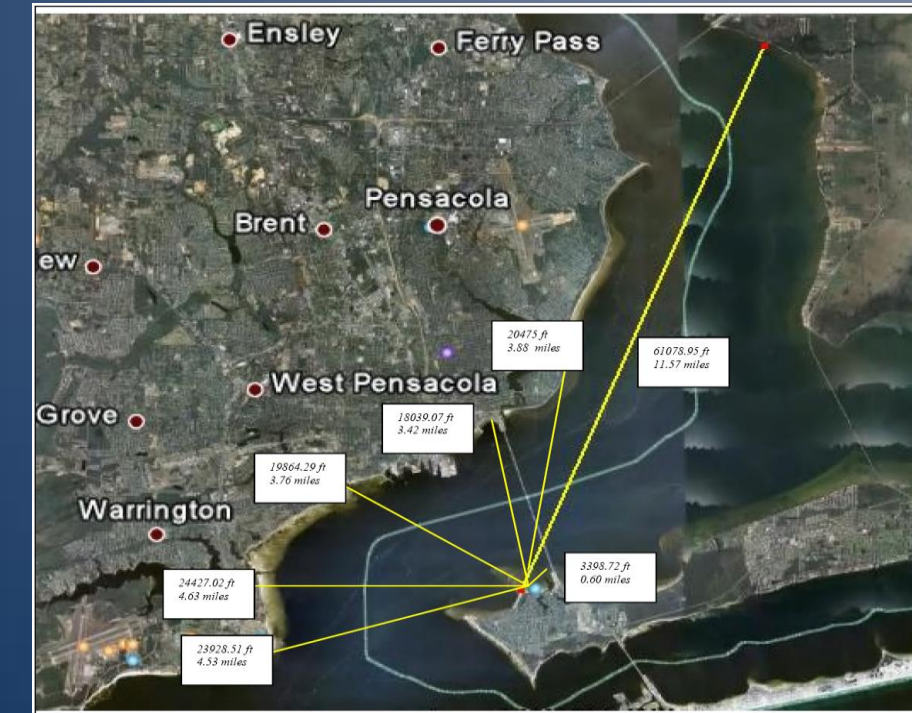 Ensley
Ferry Pass
Pensacola
Brent
ew
20475 ft
3.88 miles
61078.95 ft
11.57 miles
West Pensacola
Grove
18039.07 ft
3.42 miles
19864.29 ft
3.76 miles
Warrington
3398.72 ft
0.60 miles
24427.02 ft
4.63 miles
23928.51 ft
4.53 miles